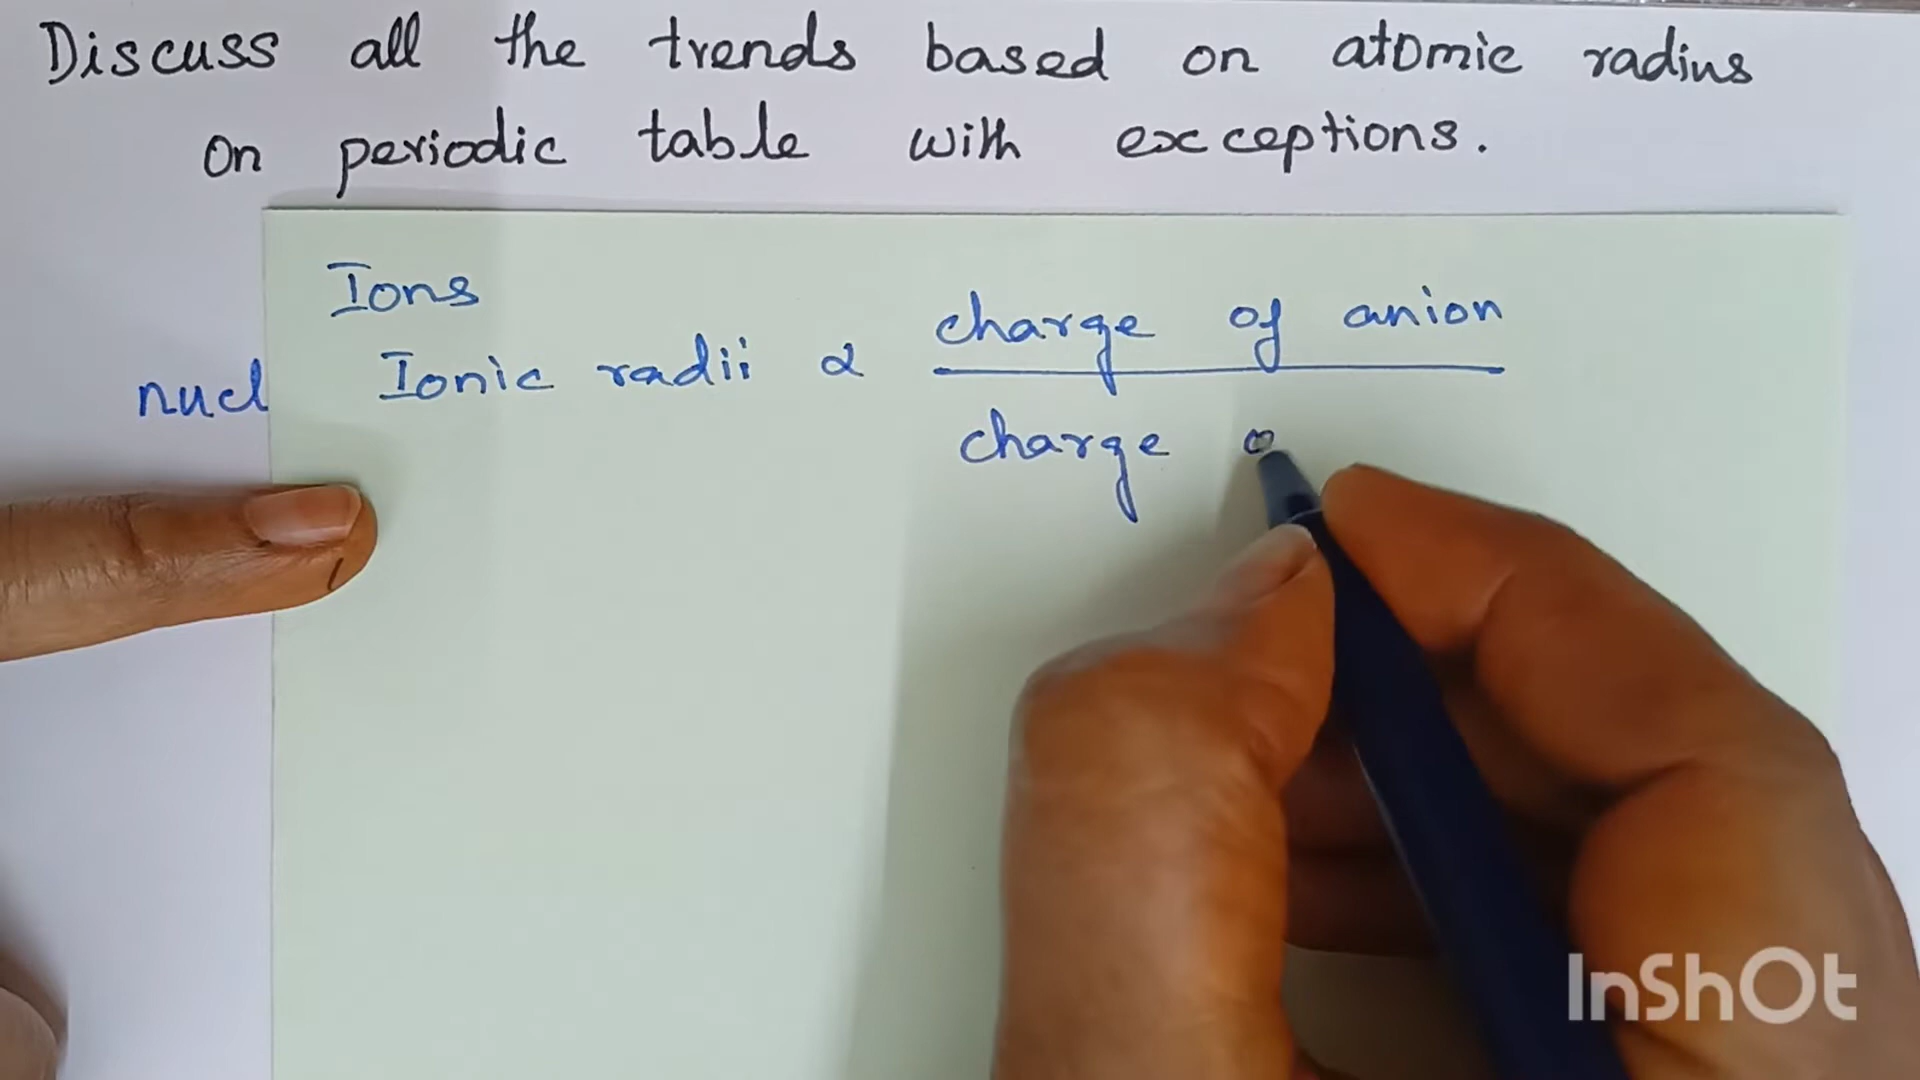 Discuss all the trends based on atomic radius
on periodic table with exceptions.
Ions
charge of anion
nucl Ionic radii α
charge o
InShOt